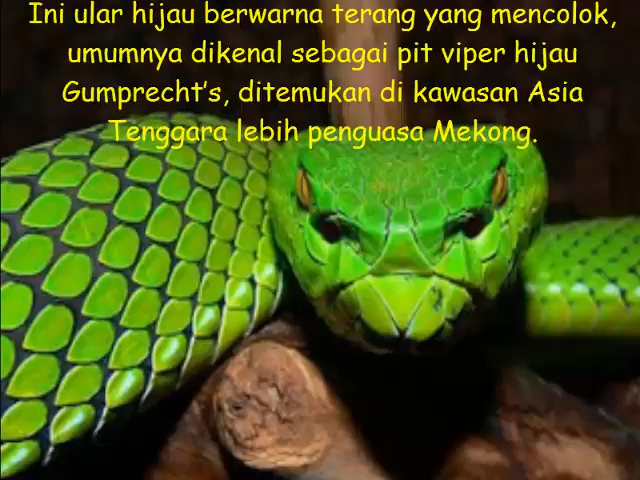 Ini ular hijau berwarna terang yang mencolok,
umumnya dikenal sebagai pit viper hijau
Gumprecht's, ditemukan di kawasan Asia
Tenggara lebih penguasa Mekong.